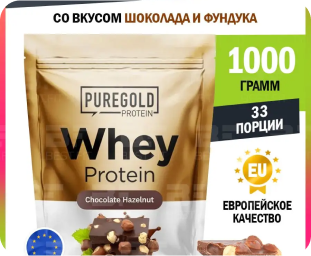 СО ВКУСОМ ШОКОЛАДА И ФУНДУКА
1000
ГРАММ
33
ПОРЦИИ
PUREGOLD
PROTEIN
Whey
Protein
Chocolate Hazelnut
EU
ЕВРОПЕЙСКОЕ
КАЧЕСТВО